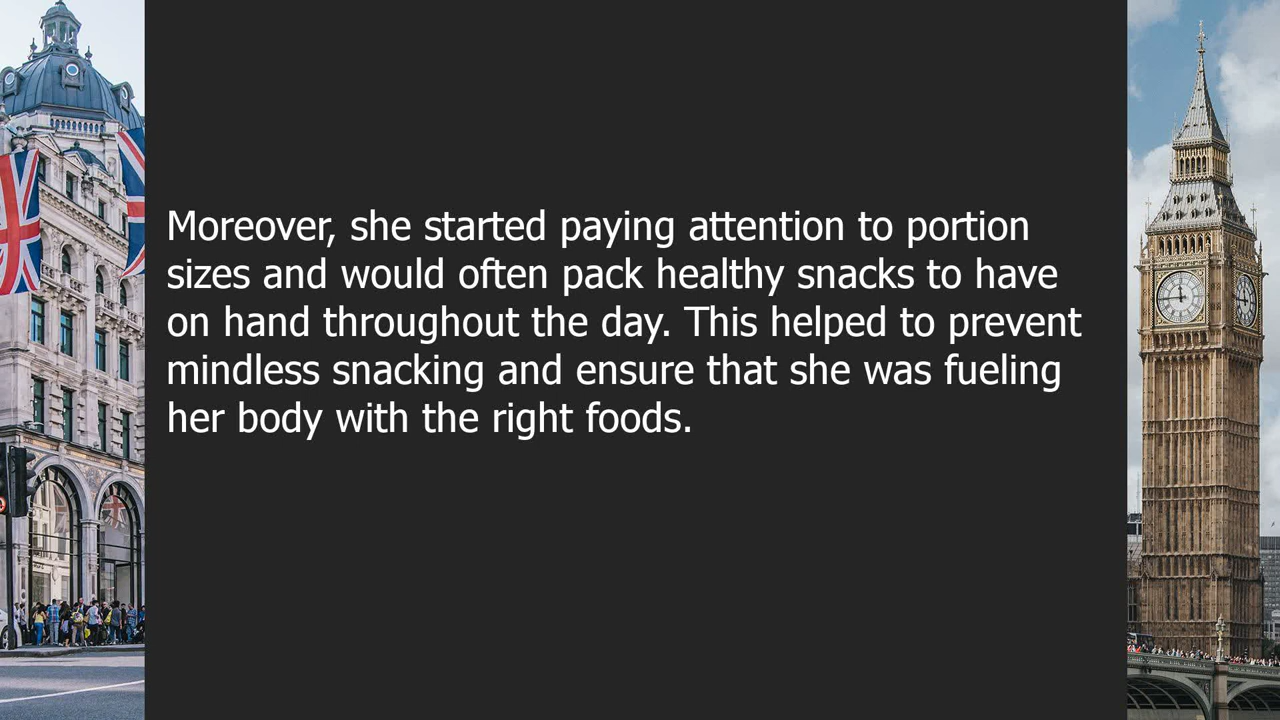 Moreover, she started paying attention to portion
sizes and would often pack healthy snacks to have
on hand throughout the day. This helped to prevent
mindless snacking and ensure that she was fueling
her body with the right foods.